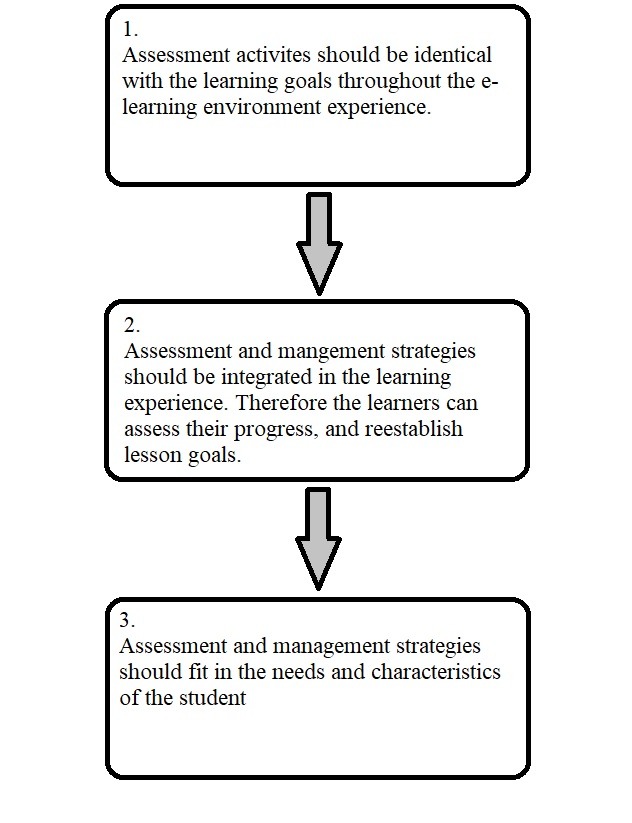 1.
Assessment activites should be identical
with the learning goals throughout the e-
learning environment experience.
2.
Assessment and mangement strategies
should be integrated in the learning
experience. Therefore the learners can
assess their progress, and reestablish
lesson goals.
3.
Assessment and management strategies
should fit in the needs and characteristics
of the student